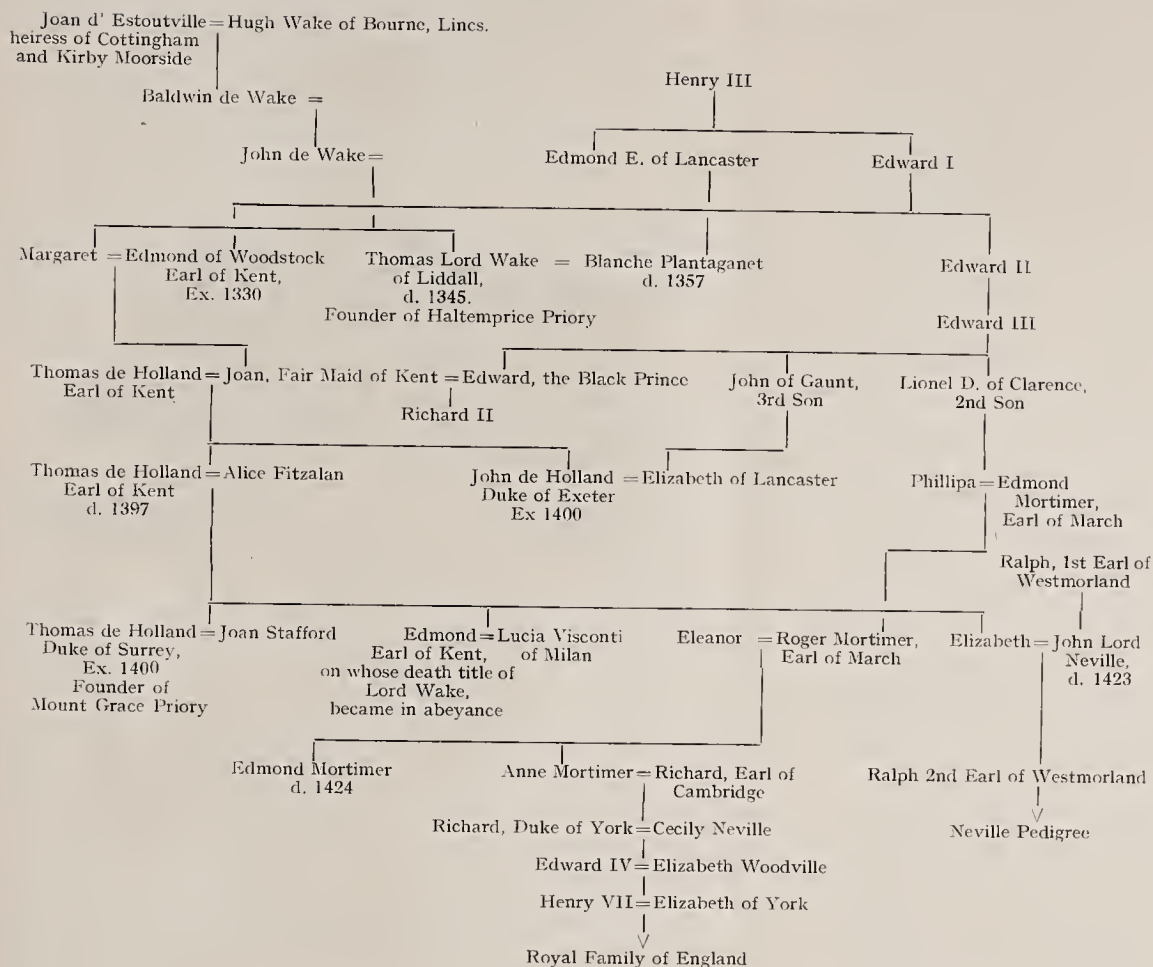 Joan d' Estoutville = Hugh Wake of Bourne, Lincs.
heiress of Cottingham
and Kirby Moorside
Henry III
Baldwin de Wake =
John de Wake =
Edmond E. of Lancaster
Edward I
Margaret = Edmond of Woodstock
Earl of Kent,
Ex. 1330
Thomas Lord Wake = Blanche Plantaganet
of Liddall,
d. 1345.
Founder of Haltemprice Priory
d. 1357
Edward II
Edward III
Thomas de Holland = Joan, Fair Maid of Kent = Edward, the Black Prince
Earl of Kent
Richard II
John of Gaunt,
3rd Son
Lionel D. of Clarence,
2nd Son
Thomas de Holland = Alice Fitzalan
Earl of Kent
d. 1397
John de Holland = Elizabeth of Lancaster
Duke of Exeter
Ex 1400
Phillipa = Edmond
Mortimer,
Earl of March
Ralph, 1st Earl of
Westmorland
Thomas de Holland = Joan Stafford
Duke of Surrey,
Ex. 1400
Founder of
Mount Grace Priory
Edmond = Lucia Visconti
Earl of Kent, of Milan
on whose death title of
Lord Wake,
became in abeyance
Eleanor = Roger Mortimer,
Earl of March
Elizabeth = John Lord
Neville,
d. 1423
Edmond Mortimer
d. 1424
Anne Mortimer = Richard, Earl of
Cambridge
Ralph 2nd Earl of Westmorland
Richard, Duke of York = Cecily Neville
Neville Pedigree
Edward IV = Elizabeth Woodville
Henry VII = Elizabeth of York
Royal Family of England